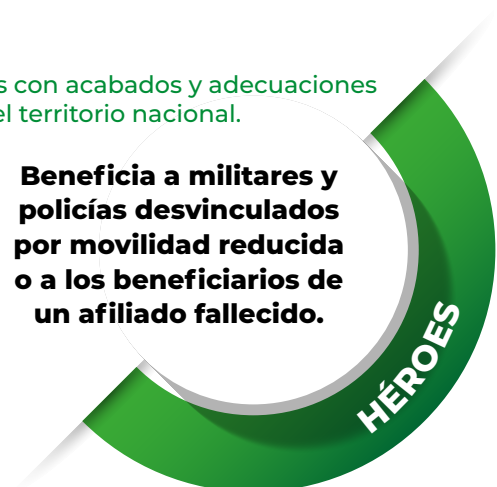 s con acabados y adecuaciones
el territorio nacional.
Beneficia a militares y
policías desvinculados
por movilidad reducida
o a los beneficiarios de
un afiliado fallecido.
HÉROES